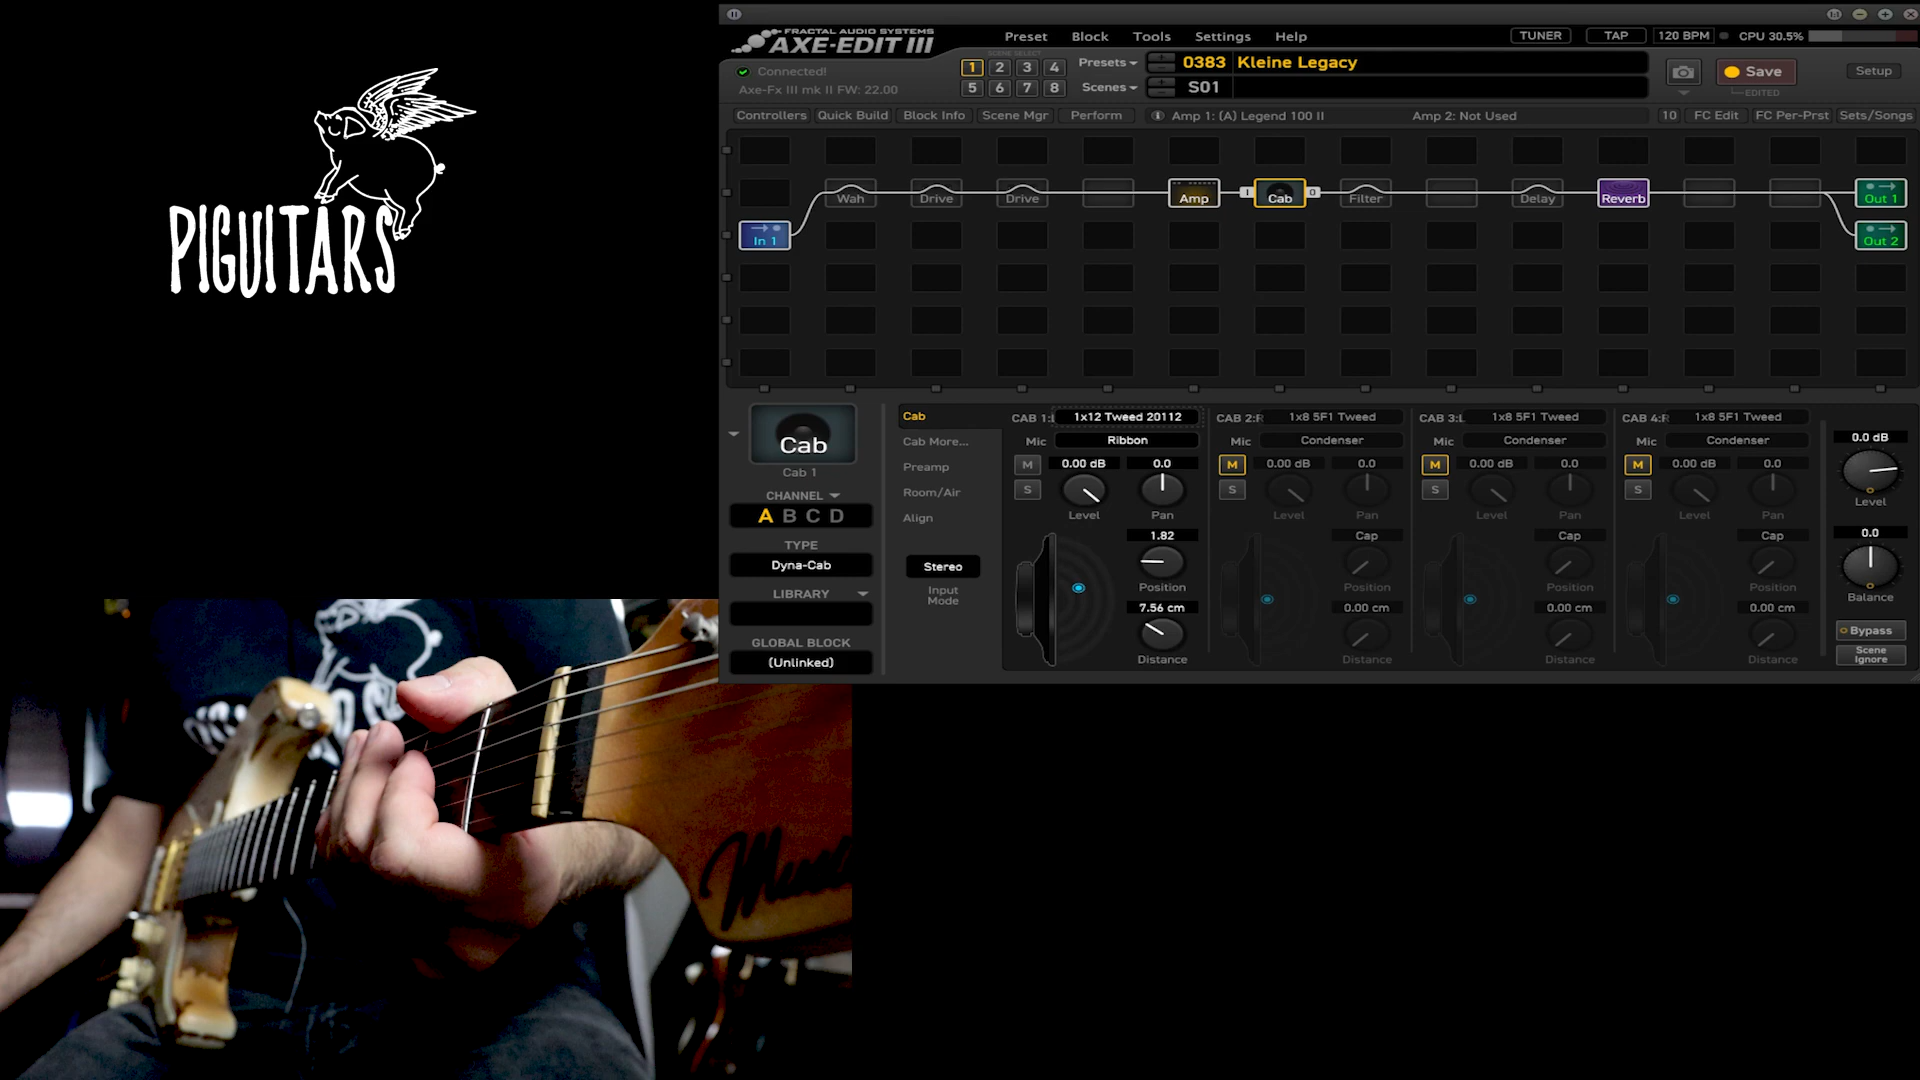 PIGUITARS
FRACTAL AUDIO SYSTEMS
AXE-EDIT III
Preset Block Tools Settings Help
TUNER TAP 120 BPM CPU 30.5%
SCENE SELECT
Connected!
Axe-Fx III mk II FW: 22.00
1 2 3 4
5 6 7 8
Presets
Scenes
0383 Kleine Legacy
S01
Save
EDITED
Setup
Controllers Quick Build Block Info Scene Mgr Perform
Amp 1: (A) Legend 100 II Amp 2: Not Used
10 FC Edit FC Per-Prst Sets/Songs
In 1 Wah Drive Drive Amp I Cab O Filter Delay Reverb Out 1
Out 2
Cab
Cab 1
CHANNEL
A B C D
TYPE
Dyna-Cab
LIBRARY
GLOBAL BLOCK
(Unlinked)
Cab
Cab More...
Preamp
Room/Air
Align
Stereo
Input
Mode
CAB 1:L 1x12 Tweed 20112
Mic Ribbon
M 0.00 dB 0.0
S
Level Pan
1.82
Position
7.56 cm
Distance
CAB 2:R 1x8 5F1 Tweed
Mic Condenser
M 0.00 dB 0.0
S
Level Pan
Cap
Position
0.00 cm
Distance
CAB 3:L 1x8 5F1 Tweed
Mic Condenser
M 0.00 dB 0.0
S
Level Pan
Cap
Position
0.00 cm
Distance
CAB 4:R 1x8 5F1 Tweed
Mic Condenser
M 0.00 dB 0.0
S
Level Pan
Cap
Position
0.00 cm
Distance
0.0 dB
Level
0.0
Balance
Bypass
Scene
Ignore